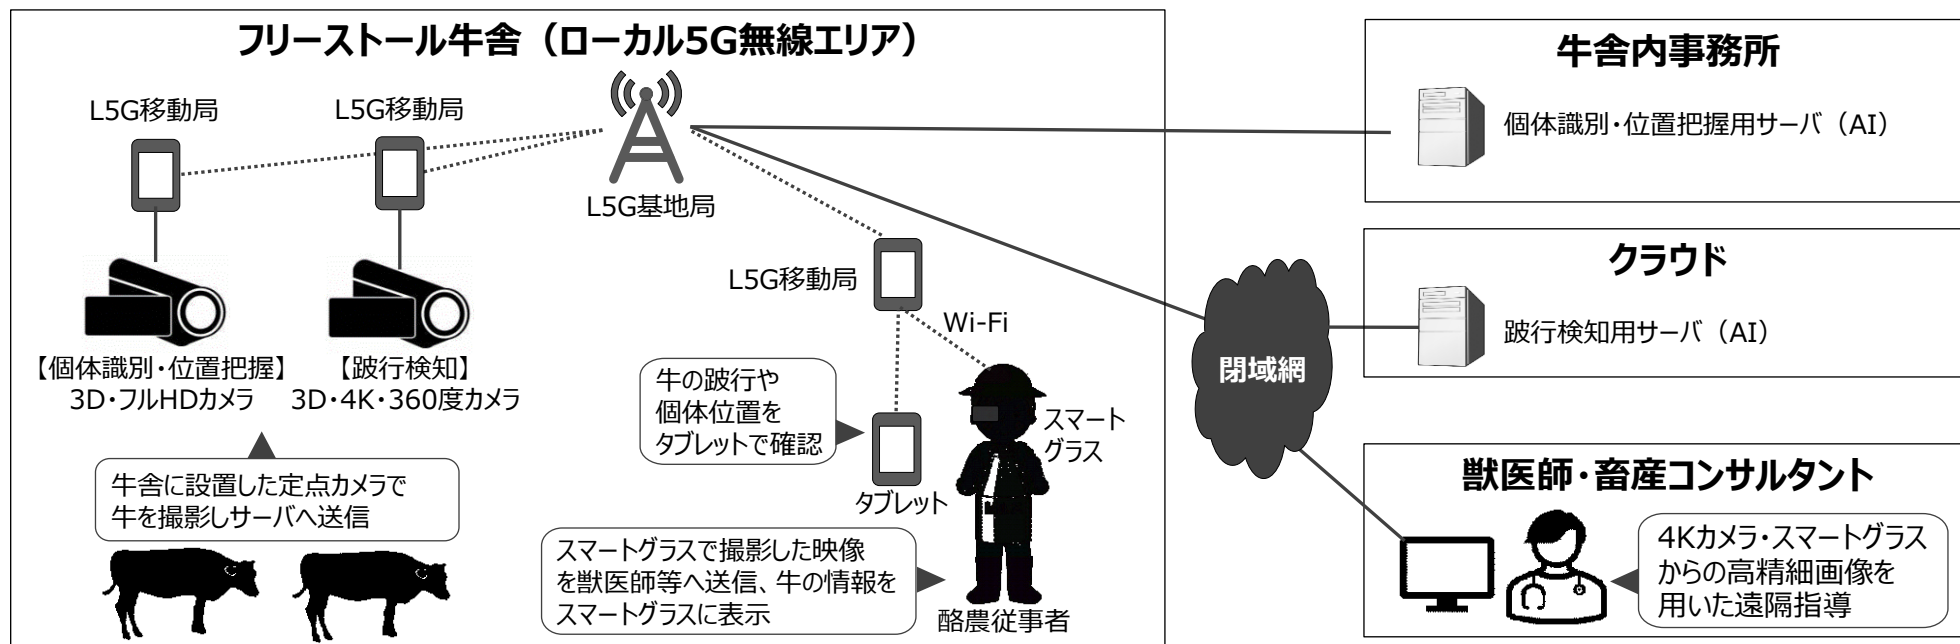 フリーストール牛舎（ローカル5G無線エリア）
L5G移動局
L5G移動局
L5G基地局
L5G移動局
Wi-Fi
【個体識別・位置把握】
3D・フルHDカメラ
【跛行検知】
3D・4K・360度カメラ
牛舎に設置した定点カメラで
牛を撮影しサーバへ送信
牛の跛行や
個体位置を
タブレットで確認
タブレット
スマート
グラス
スマートグラスで撮影した映像
を獣医師等へ送信、牛の情報を
スマートグラスに表示
酪農従事者
閉域網
牛舎内事務所
個体識別・位置把握用サーバ（AI）
クラウド
跛行検知用サーバ（AI）
獣医師・畜産コンサルタント
4Kカメラ・スマートグラス
からの高精細画像を
用いた遠隔指導